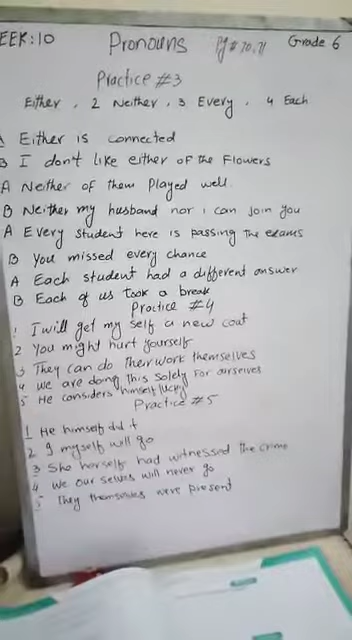 EEK:10 Pronouns Pg# 70,71 Grade 6
Practice #3
Either, 2 Neither, 3 Every, 4 Each
A Either is connected
B I don't like either of the Flowers
A Neither of them Played well
B Neither my husband nor i can join you
A Every student here is passing the exams
B You missed every chance
A Each student had a different answer
B Each of us took a break
Practice #4
1 I will get my self a new coat
2 You might hurt yourself
3 They can do Their work themselves
4 we are doing this solely for ourselves
5 He considers himself lucky
Practice #5
1 He himself did it
2 I myself will go
3 She herself had witnessed the crime
4 We our selves will never go
5 They themselves were present